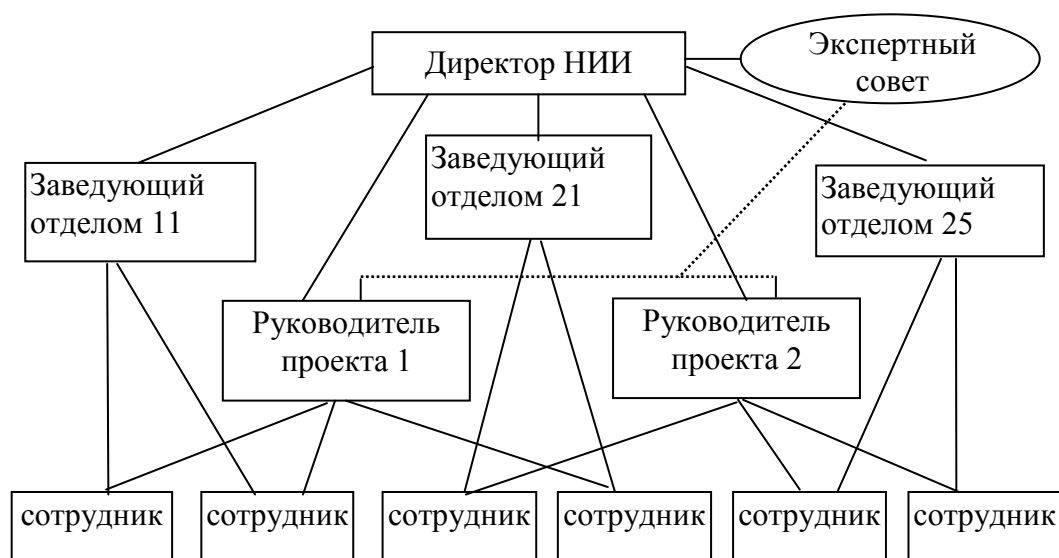 Директор НИИ
Экспертный
совет
Заведующий
отделом 11
Заведующий
отделом 21
Заведующий
отделом 25
Руководитель
проекта 1
Руководитель
проекта 2
сотрудник
сотрудник
сотрудник
сотрудник
сотрудник
сотрудник